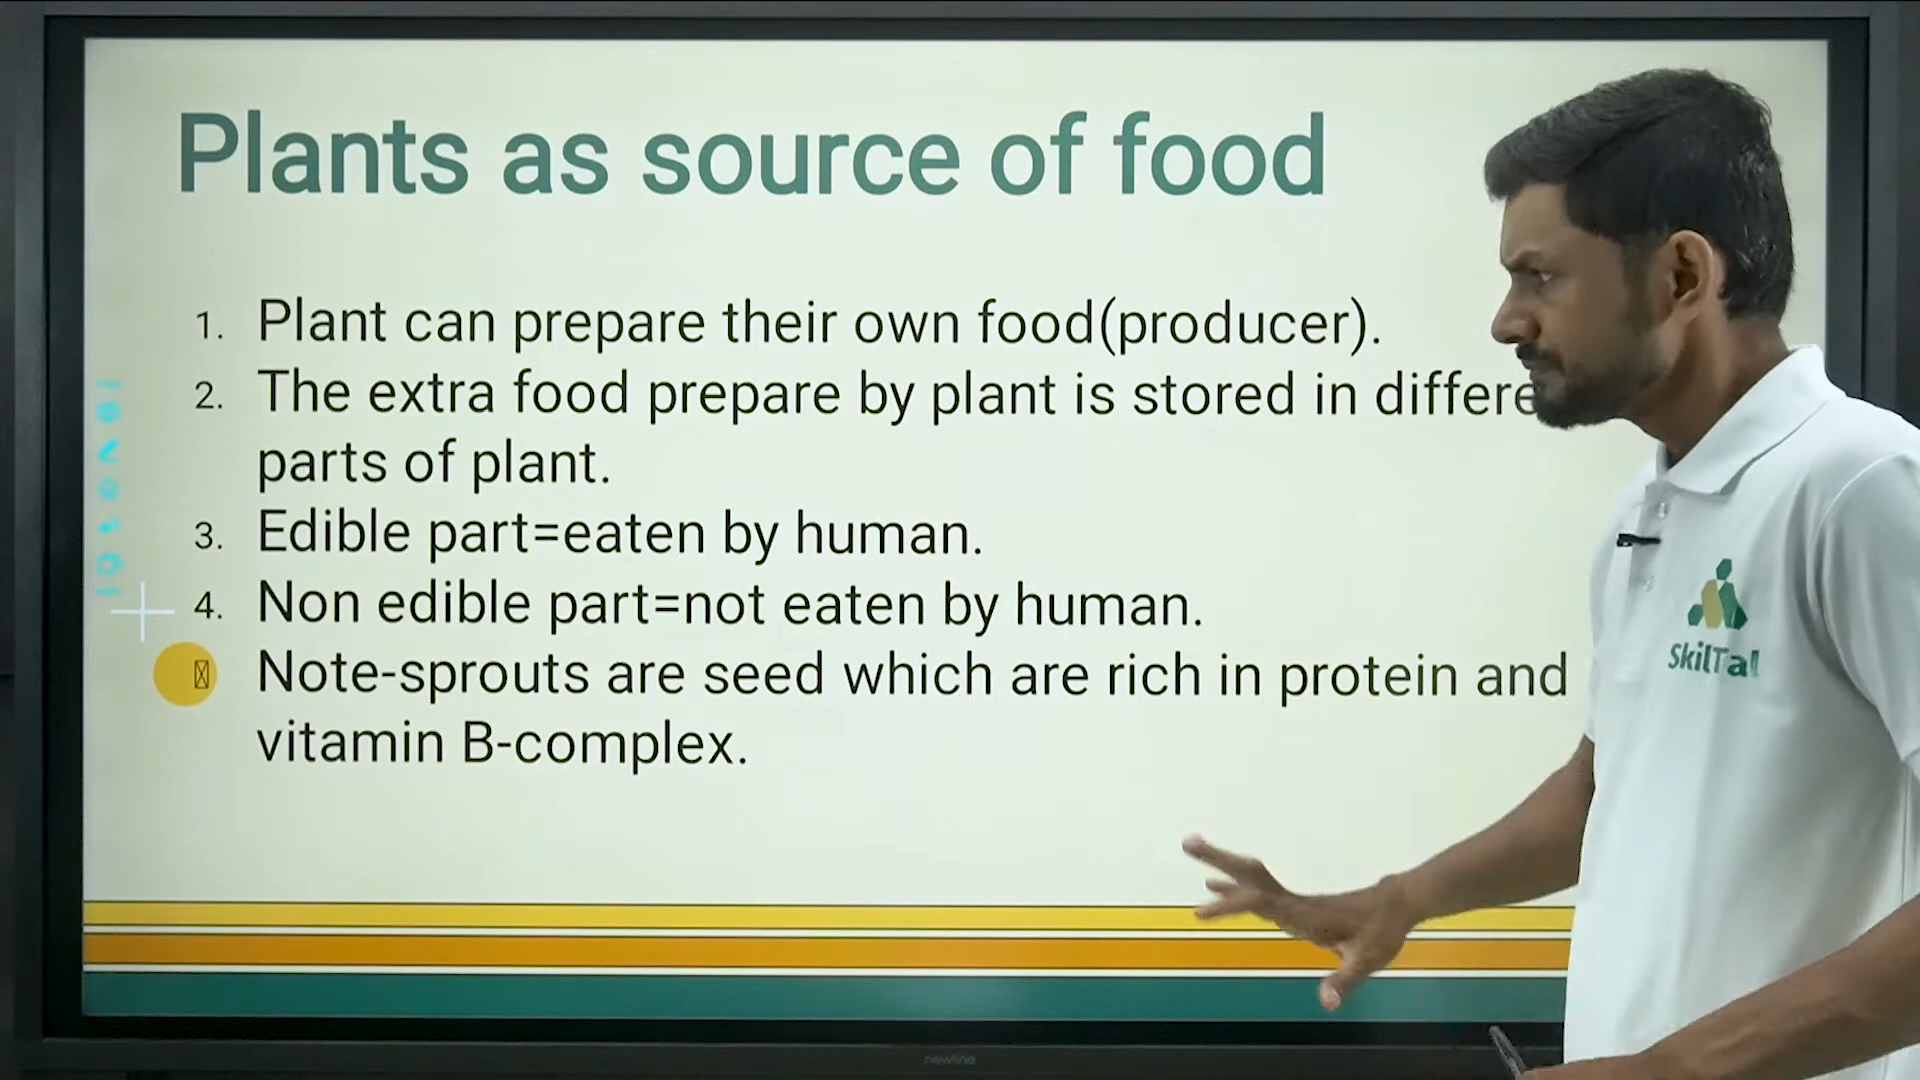 Plants as source of food
1. Plant can prepare their own food(producer).
2. The extra food prepare by plant is stored in differe
parts of plant.
3. Edible part=eaten by human.
4. Non edible part=not eaten by human.
Note-sprouts are seed which are rich in protein and
vitamin B-complex.
newline